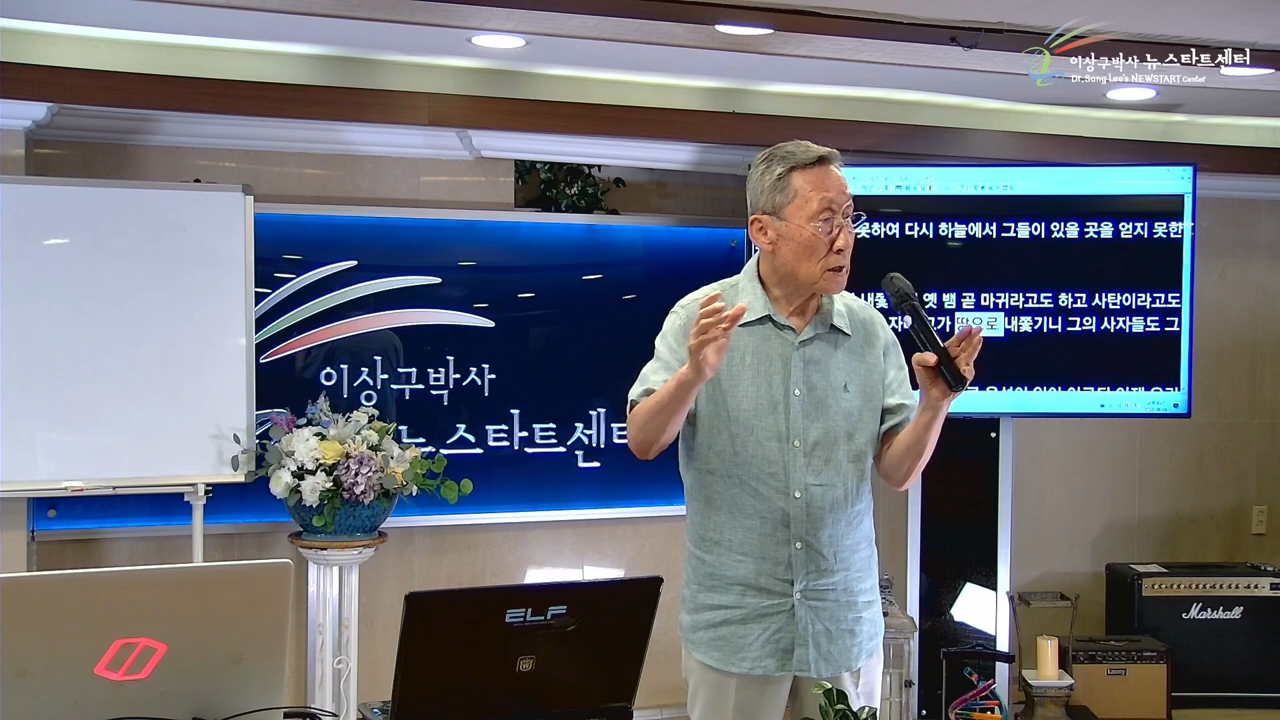 이상구박사 뉴스타트센터
Dr. Sang Lee's NEWSTART Center
못하여 다시 하늘에서 그들이 있을 곳을 얻지 못한
내쫓 옛 뱀 곧 마귀라고도 하고 사탄이라고도
땅으로 내쫓기니 그의 사자들도 그
이상구박사
뉴스타트센터
ELF
Marshall
Laney